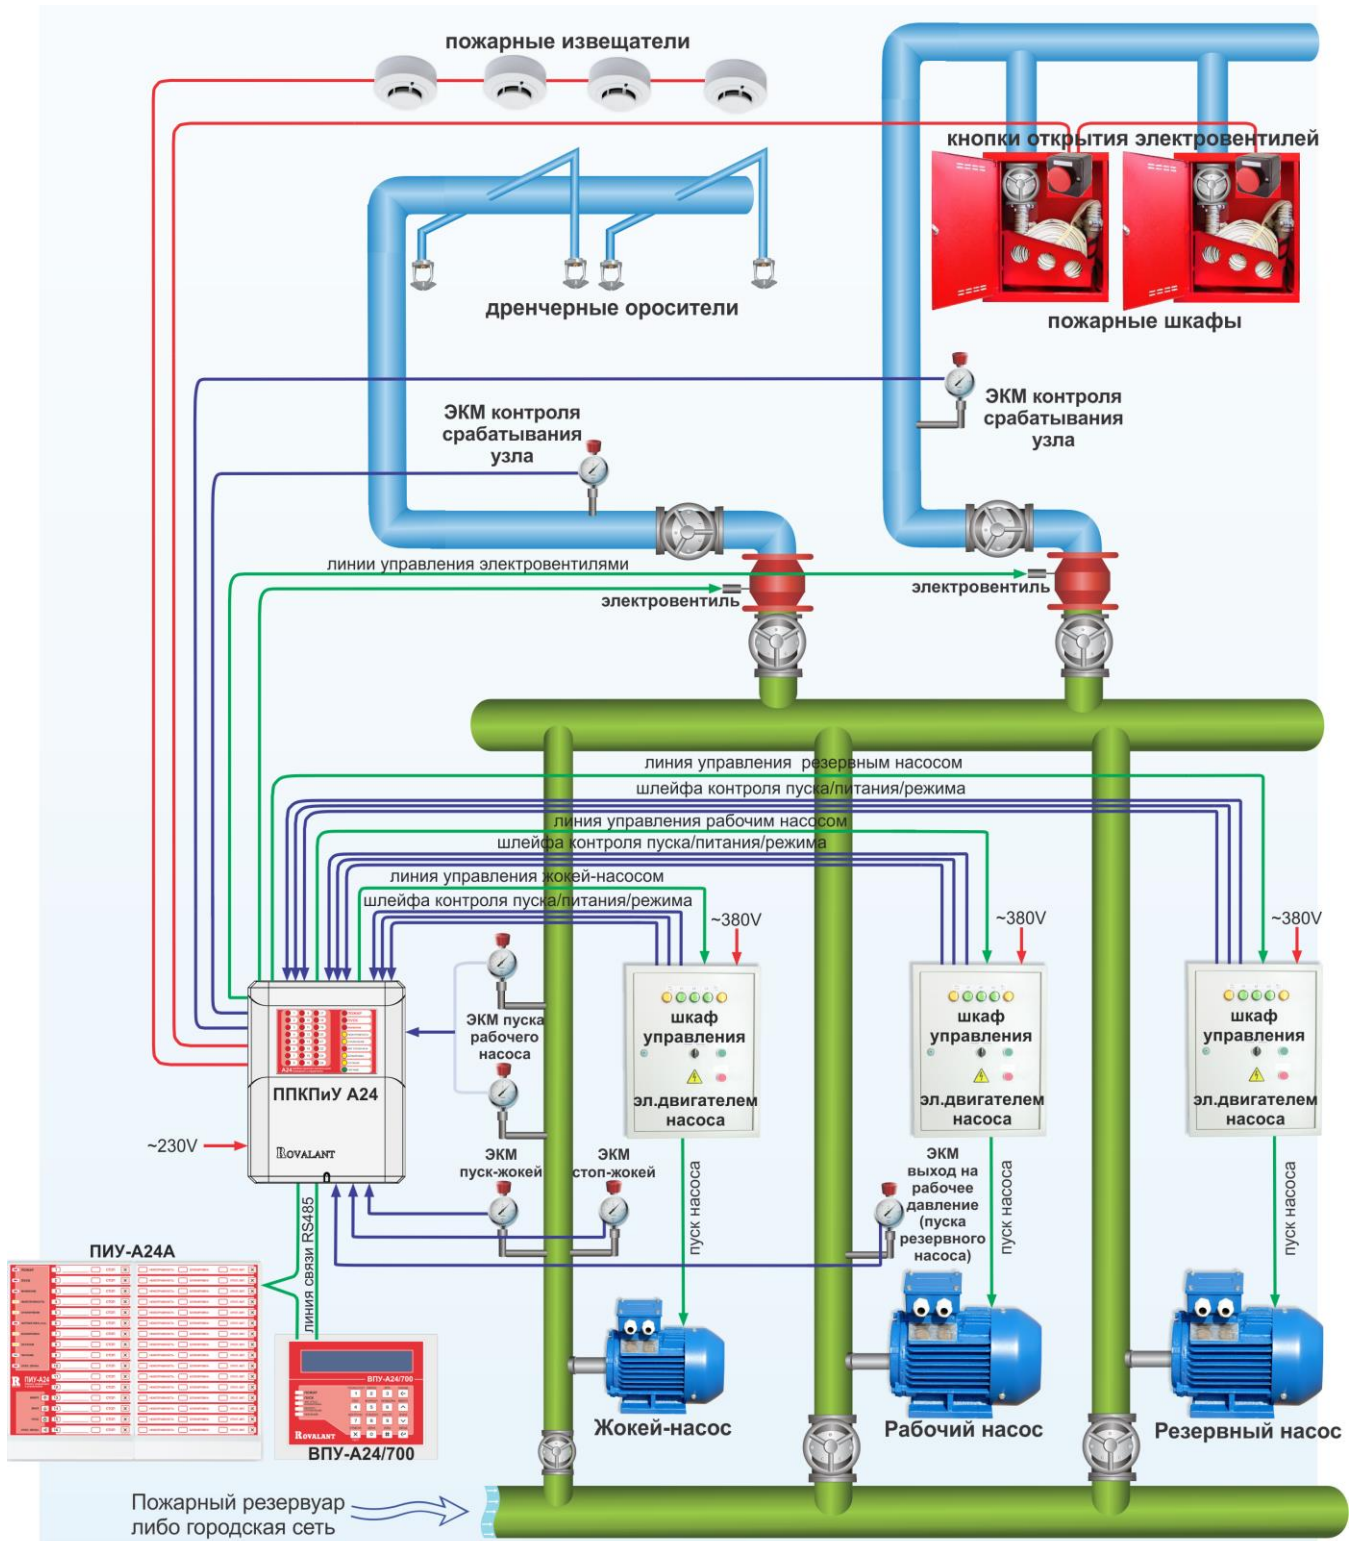 пожарные извещатели
кнопки открытия электровентилей
дренчерные оросители
пожарные шкафы
ЭКМ контроля
срабатывания
узла
ЭКМ контроля
срабатывания
узла
линии управления электровентилями
электровентиль
электровентиль
линия управления резервным насосом
шлейфа контроля пуска/питания/режима
линия управления рабочим насосом
шлейфа контроля пуска/питания/режима
линия управления жокей-насосом
шлейфа контроля пуска/питания/режима
~380V
~380V
~380V
ЭКМ пуска
рабочего
насоса
шкаф
управления
эл.двигателем
насоса
шкаф
управления
эл.двигателем
насоса
шкаф
управления
эл.двигателем
насоса
А24
ППКПиУ А24
~230V
ROVALANT
ЭКМ
пуск-жокей
ЭКМ
стоп-жокей
ЭКМ
выход на
рабочее
давление
(пуска
резервного
насоса)
пуск насоса
пуск насоса
пуск насоса
линия связи RS485
ПИУ-А24А
ПИУ-А24
ВПУ-А24/700
ROVALANT
ВПУ-А24/700
Жокей-насос
Рабочий насос
Резервный насос
Пожарный резервуар
либо городская сеть